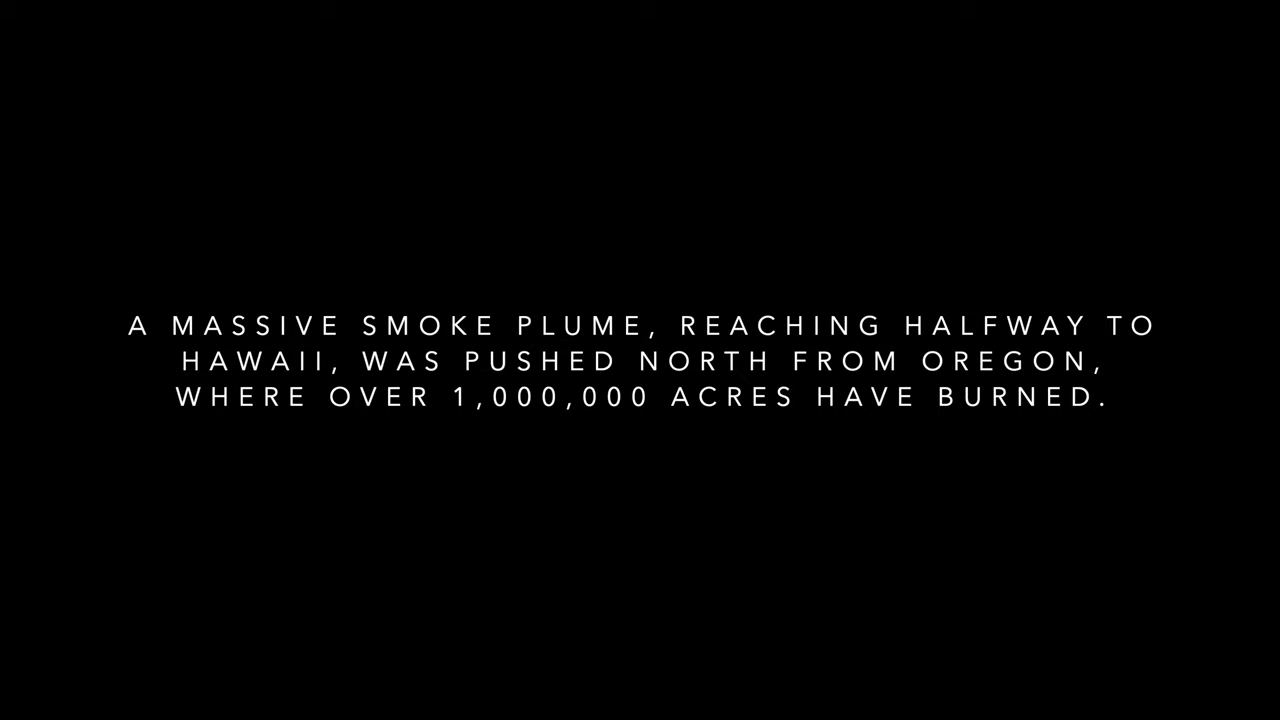 A MASSIVE SMOKE PLUME, REACHING HALFWAY TO
HAWAII, WAS PUSHED NORTH FROM OREGON,
WHERE OVER 1,000,000 ACRES HAVE BURNED.